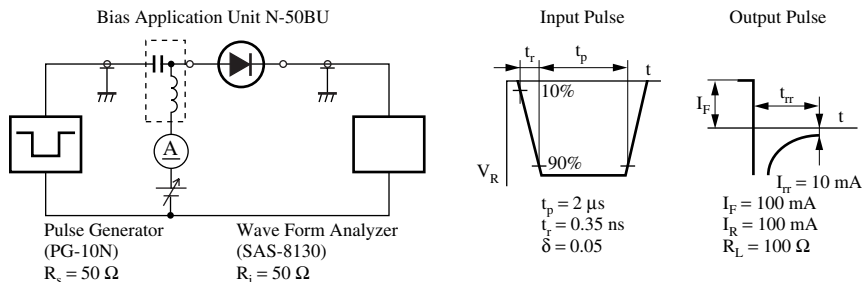 Bias Application Unit N-50BU
A
Pulse Generator
(PG-10N)
R_s = 50 Ω
Wave Form Analyzer
(SAS-8130)
R_i = 50 Ω
Input Pulse
t_r
t_p
t
10%
90%
V_R
t_p = 2 μs
t_r = 0.35 ns
δ = 0.05
Output Pulse
I_F
t_rr
t
I_rr = 10 mA
I_F = 100 mA
I_R = 100 mA
R_L = 100 Ω